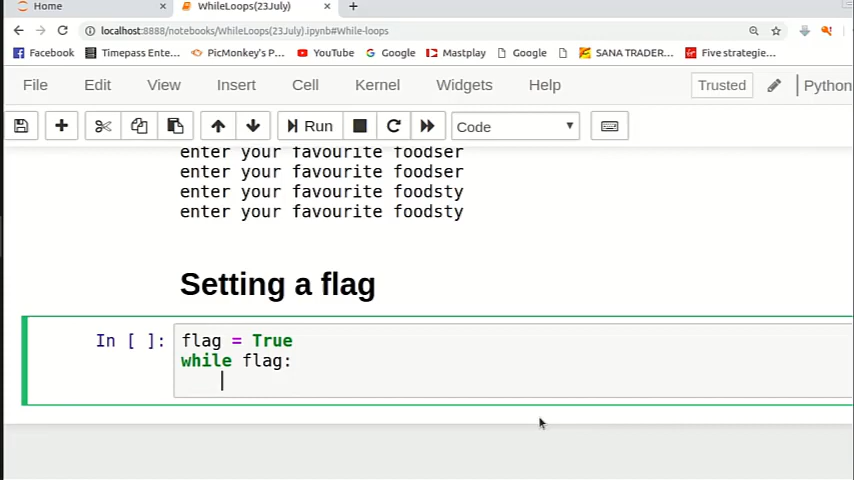 Home
WhileLoops(23July)
localhost:8888/notebooks/WhileLoops(23July).ipynb#While-loops
Facebook
Timepass Ente...
PicMonkey's P...
YouTube
Google
Mastplay
Google
SANA TRADER...
Five strategie...
File Edit View Insert Cell Kernel Widgets Help
Trusted
Python
Run
Code
enter your favourite foodser
enter your favourite foodser
enter your favourite foodsty
enter your favourite foodsty
Setting a flag
In [ ]:
flag = True
while flag: